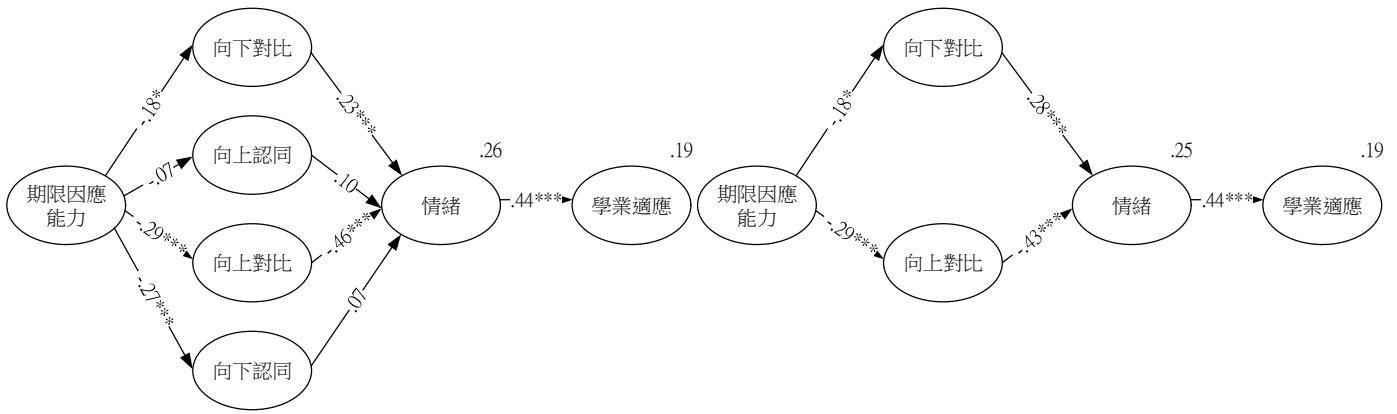 向下對比
-.18*
.23***
向上認同
-.07
.10
.26
.19
期限因應
能力
情緒
.44***
學業適應
-.29***
向上對比
-.46***
-.27***
向下認同
.07
向下對比
-.18*
.28***
.25
.19
期限因應
能力
情緒
.44***
學業適應
-.29***
向上對比
-.43***